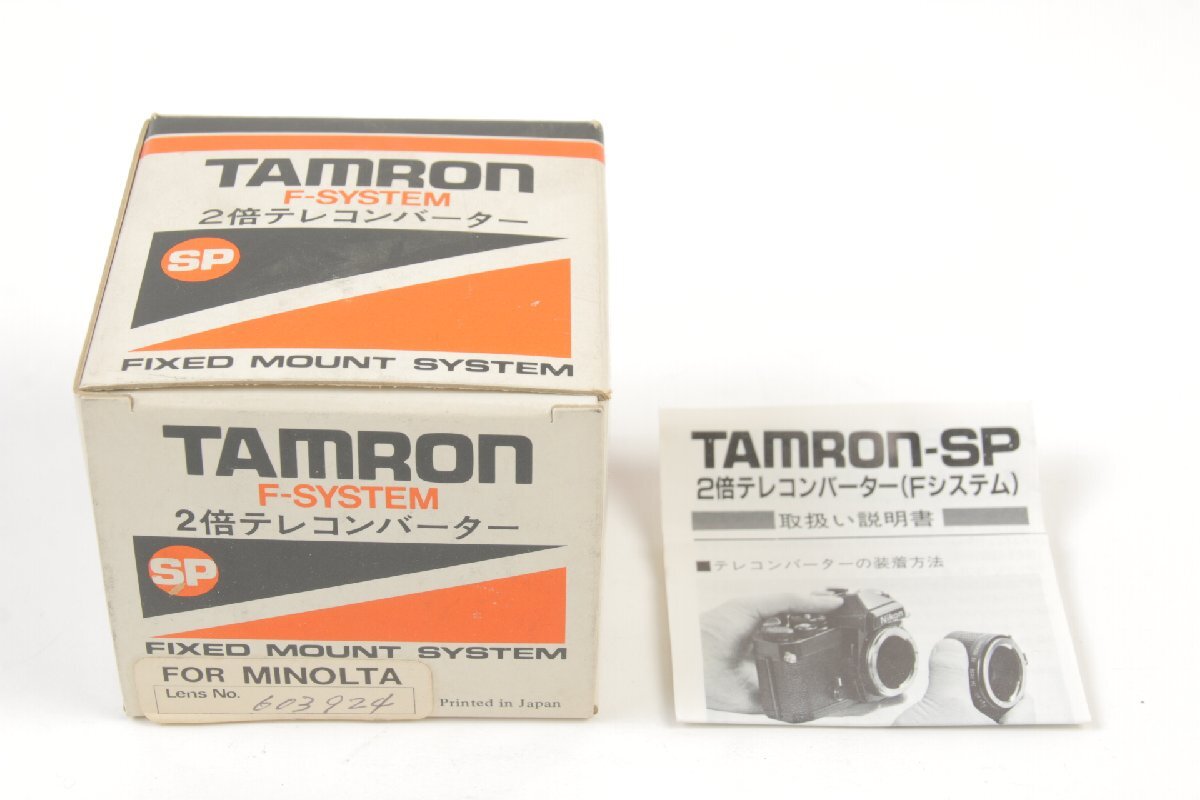 TAMRON
F-SYSTEM
2倍テレコンバーター
SP
FIXED MOUNT SYSTEM
TAMRON
F-SYSTEM
2倍テレコンバーター
SP
FIXED MOUNT SYSTEM
FOR MINOLTA
Lens No. 603924
Printed in Japan
TAMRON-SP
2倍テレコンバーター(Fシステム)
取扱い説明書
■テレコンバーターの装着方法
Nikon